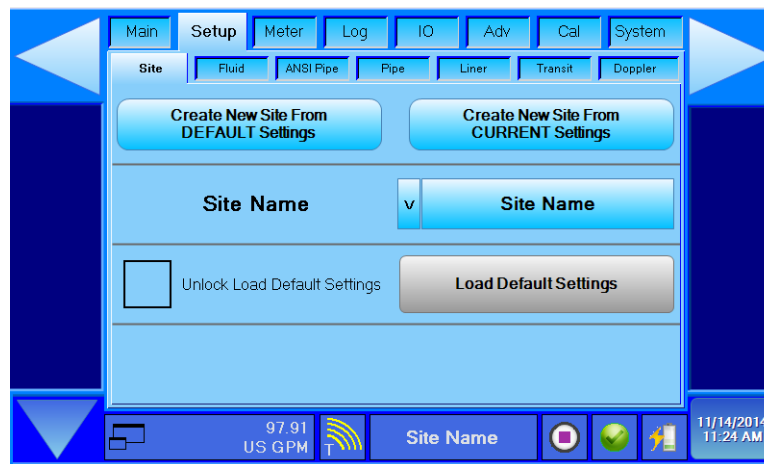 Main Setup Meter Log IO Adv Cal System
Site Fluid ANSI Pipe Pipe Liner Transit Doppler
Create New Site From Create New Site From
DEFAULT Settings CURRENT Settings
Site Name v Site Name
Unlock Load Default Settings Load Default Settings
97.91
US GPM T Site Name
11/14/2014
11:24 AM